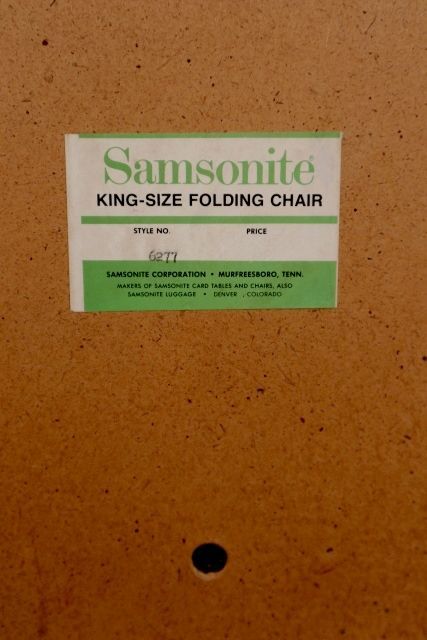 Samsonite®
KING-SIZE FOLDING CHAIR
STYLE NO. PRICE
6277
SAMSONITE CORPORATION • MURFREESBORO, TENN.
MAKERS OF SAMSONITE CARD TABLES AND CHAIRS, ALSO
SAMSONITE LUGGAGE • DENVER , COLORADO